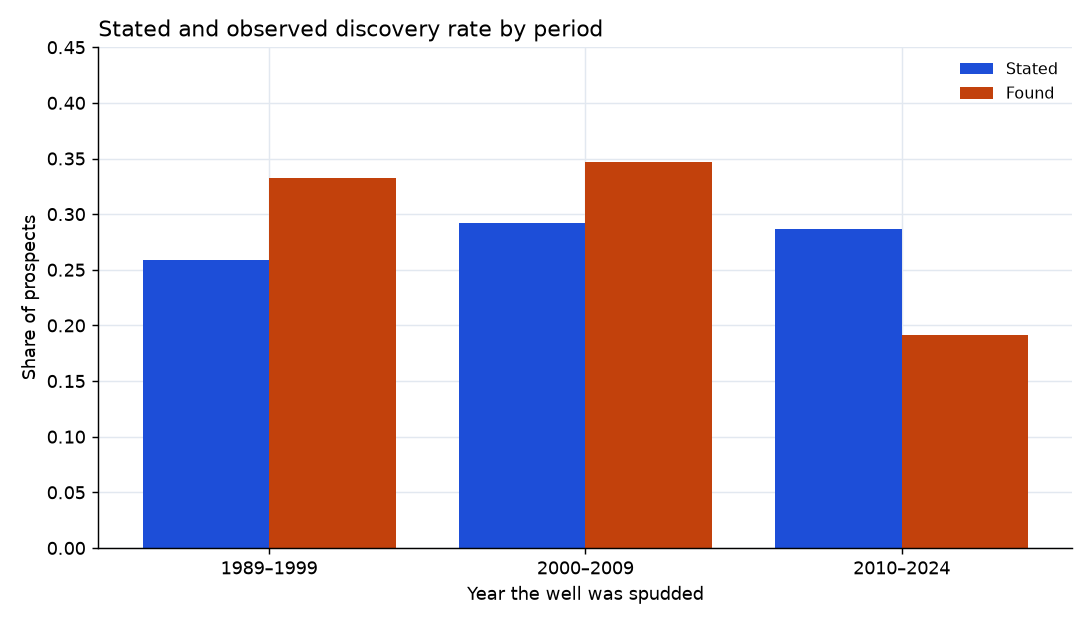 Stated and observed discovery rate by period
Stated
Found
0.45
0.40
0.35
0.30
0.25
0.20
0.15
0.10
0.05
0.00
Share of prospects
1989–1999
2000–2009
2010–2024
Year the well was spudded